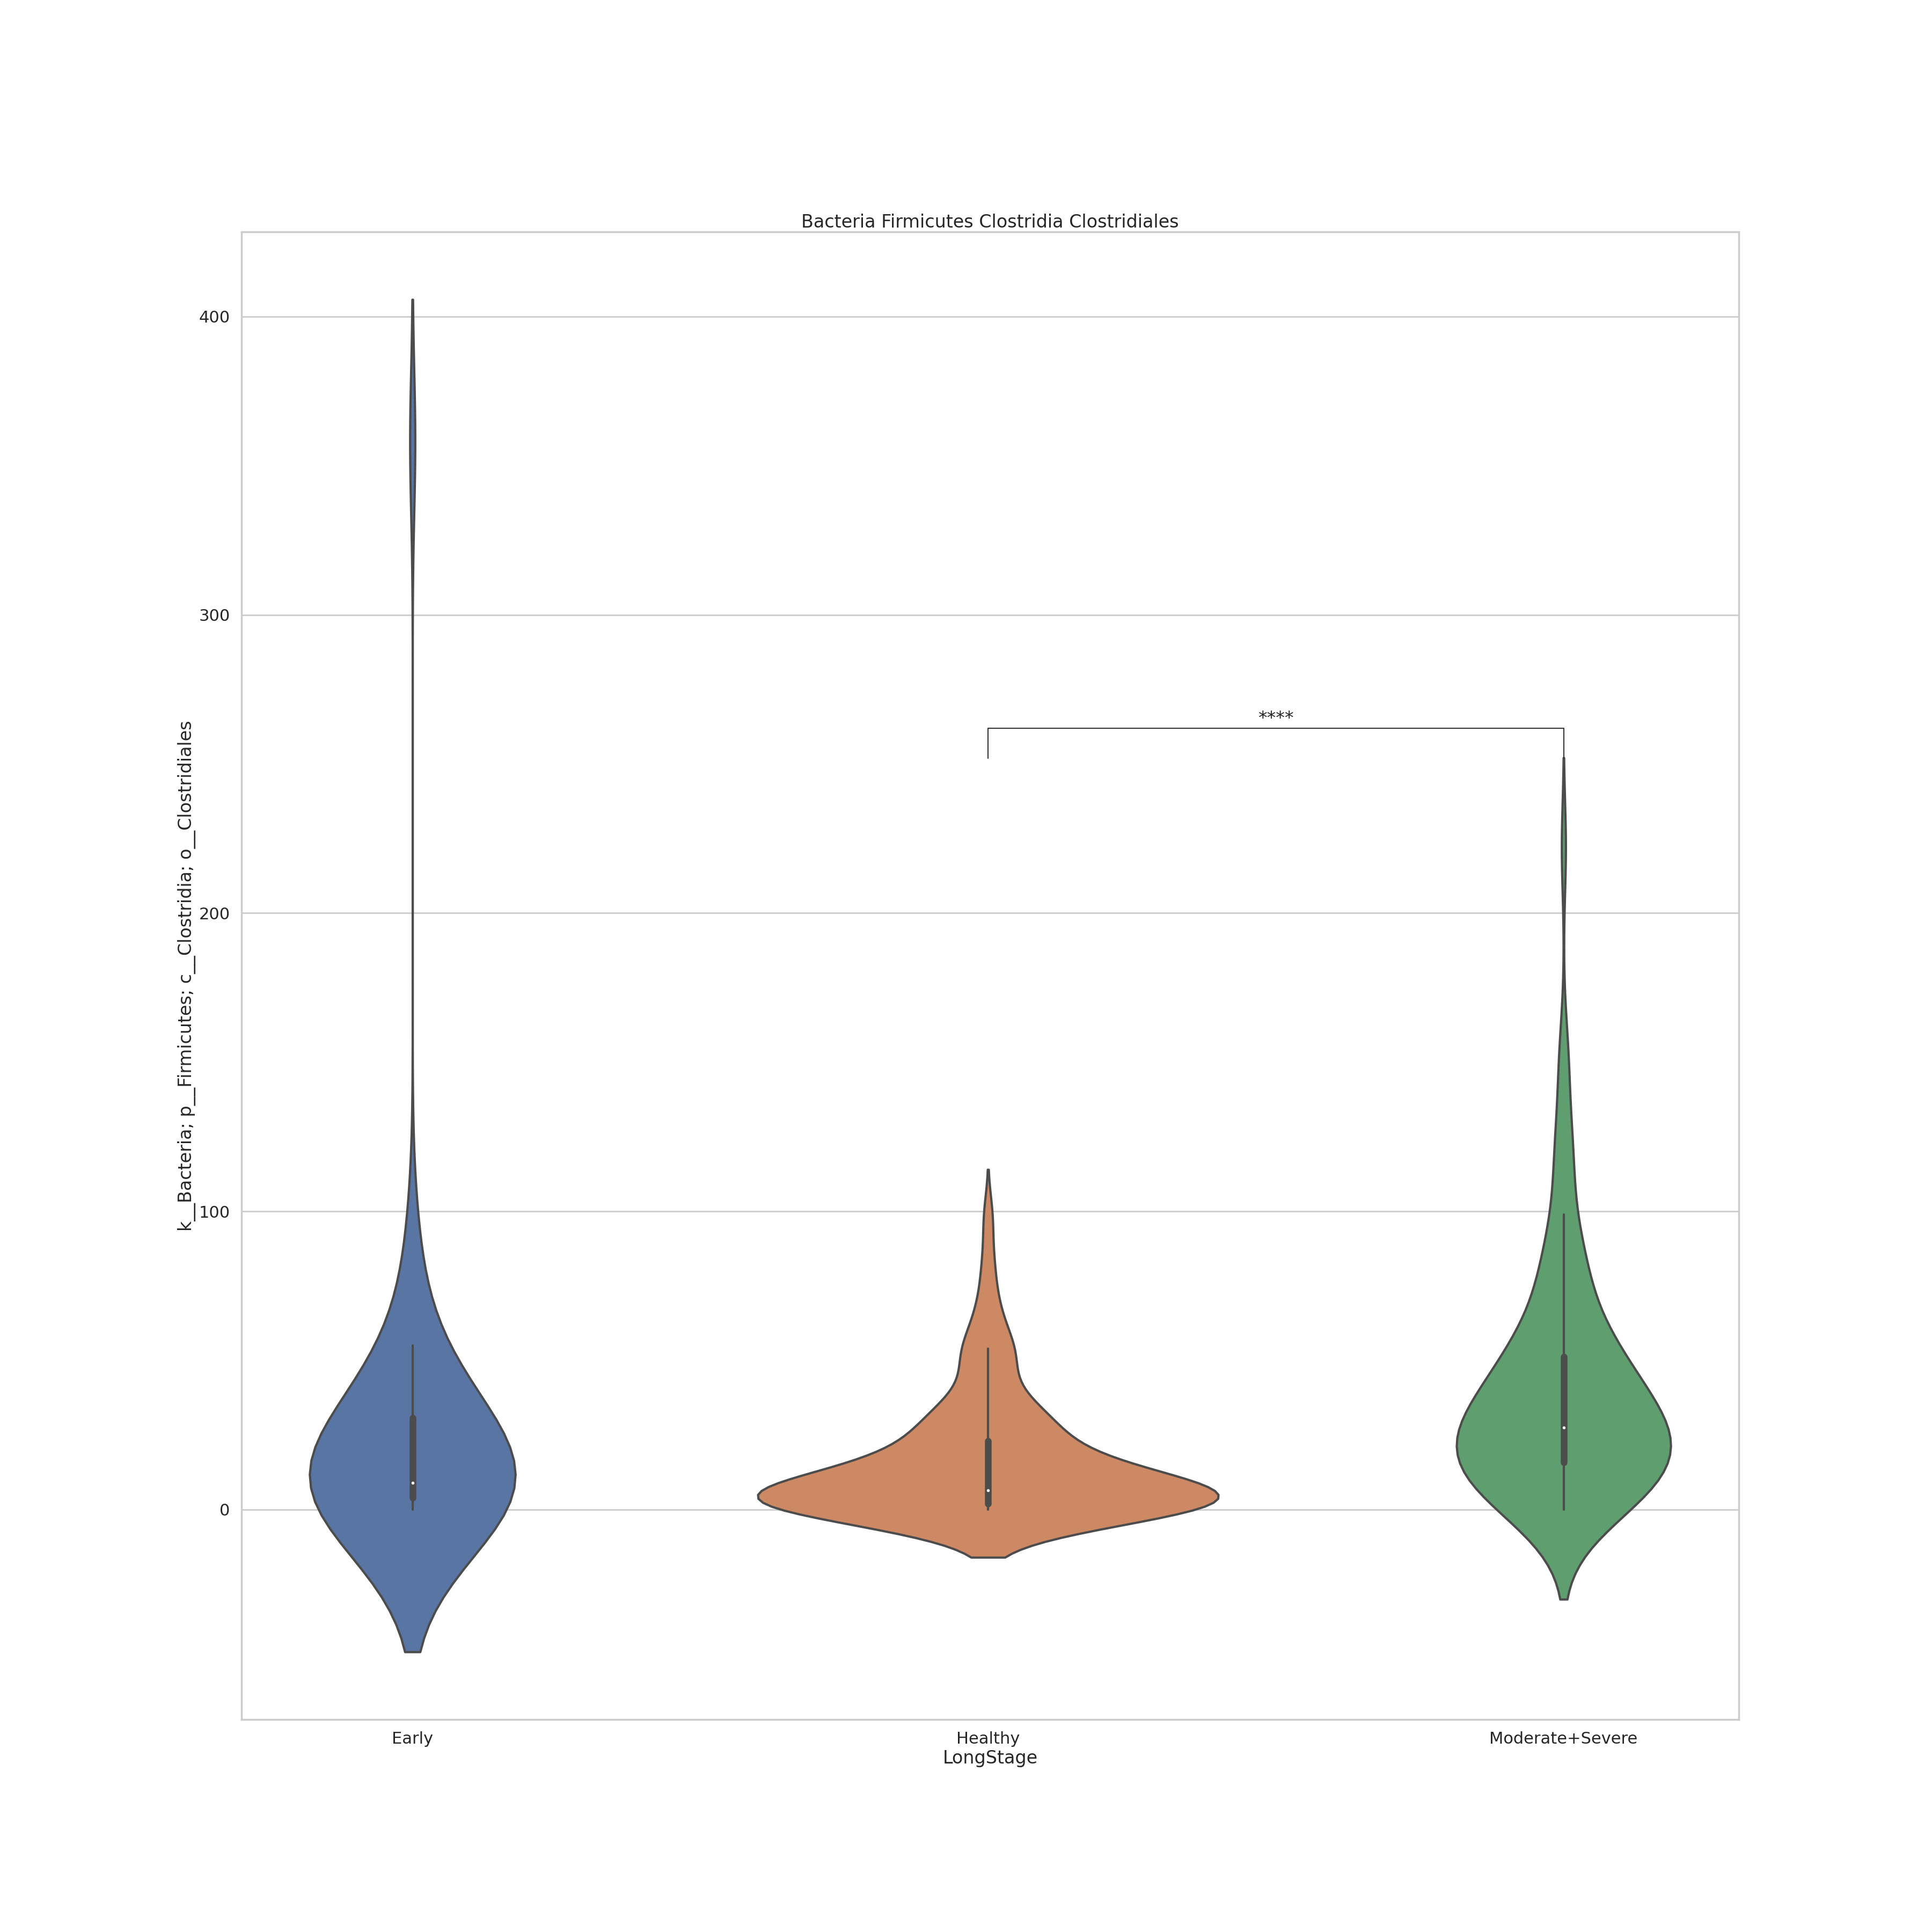 Bacteria Firmicutes Clostridia Clostridiales
k__Bacteria; p__Firmicutes; c__Clostridia; o__Clostridiales
400
300
200
100
0
****
Early
Healthy
Moderate+Severe
LongStage